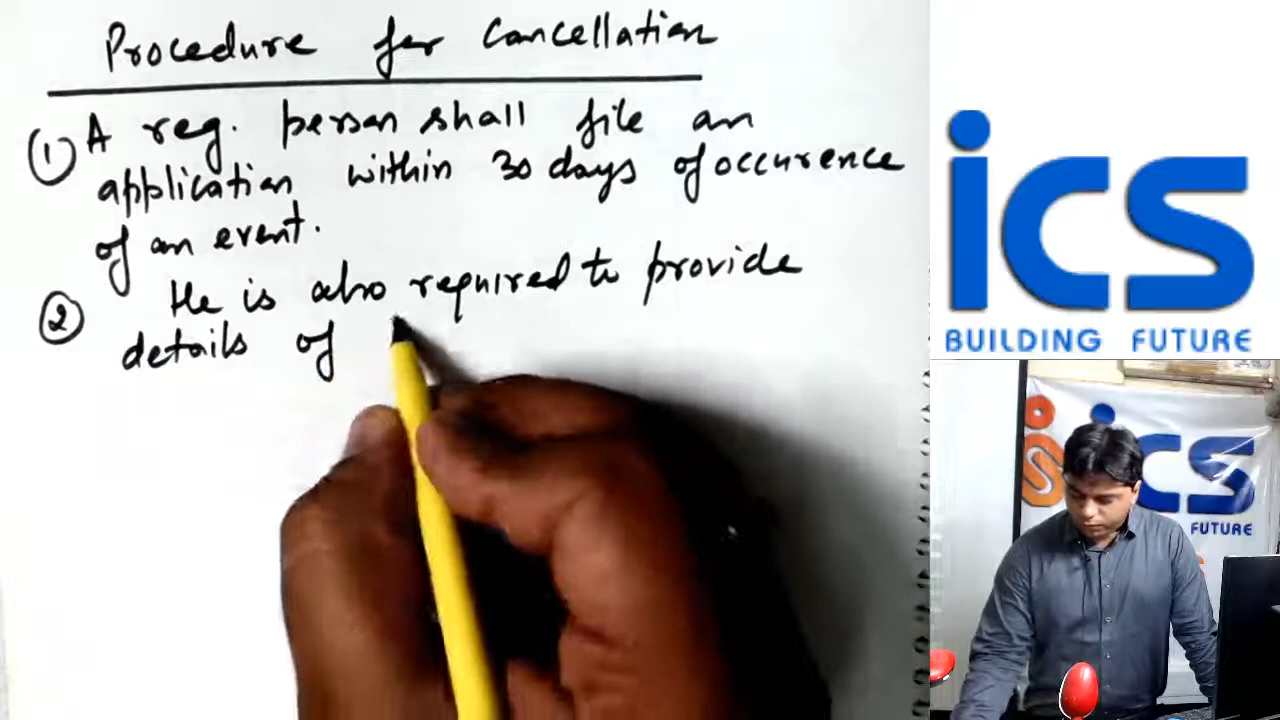 Procedure for Cancellation
(1) A reg. person shall file an
application within 30 days of occurence
of an event.
(2) He is also required to provide
details of
ics
BUILDING FUTURE
ics
FUTURE